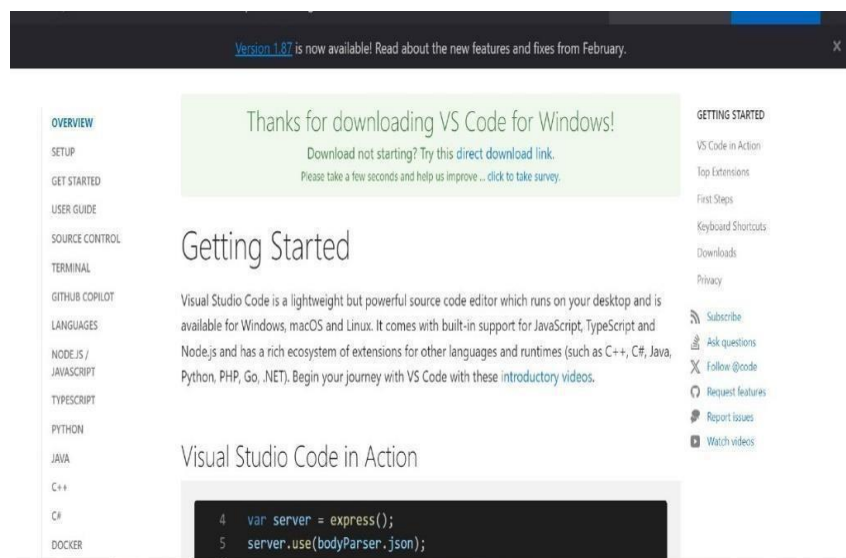 Version 1.87 is now available! Read about the new features and fixes from February.
X
OVERVIEW
SETUP
GET STARTED
USER GUIDE
SOURCE CONTROL
TERMINAL
GITHUB COPILOT
LANGUAGES
NODE.JS /
JAVASCRIPT
TYPESCRIPT
PYTHON
JAVA
C++
C#
DOCKER
Thanks for downloading VS Code for Windows!
Download not starting? Try this direct download link.
Please take a few seconds and help us improve ... click to take survey.
Getting Started
Visual Studio Code is a lightweight but powerful source code editor which runs on your desktop and is
available for Windows, macOS and Linux. It comes with built-in support for JavaScript, TypeScript and
Node.js and has a rich ecosystem of extensions for other languages and runtimes (such as C++, C#, Java,
Python, PHP, Go, .NET). Begin your journey with VS Code with these introductory videos.
Visual Studio Code in Action
4 var server = express();
5 server.use(bodyParser.json);
GETTING STARTED
VS Code in Action
Top Extensions
First Steps
Keyboard Shortcuts
Downloads
Privacy
Subscribe
Ask questions
Follow @code
Request features
Report issues
Watch videos